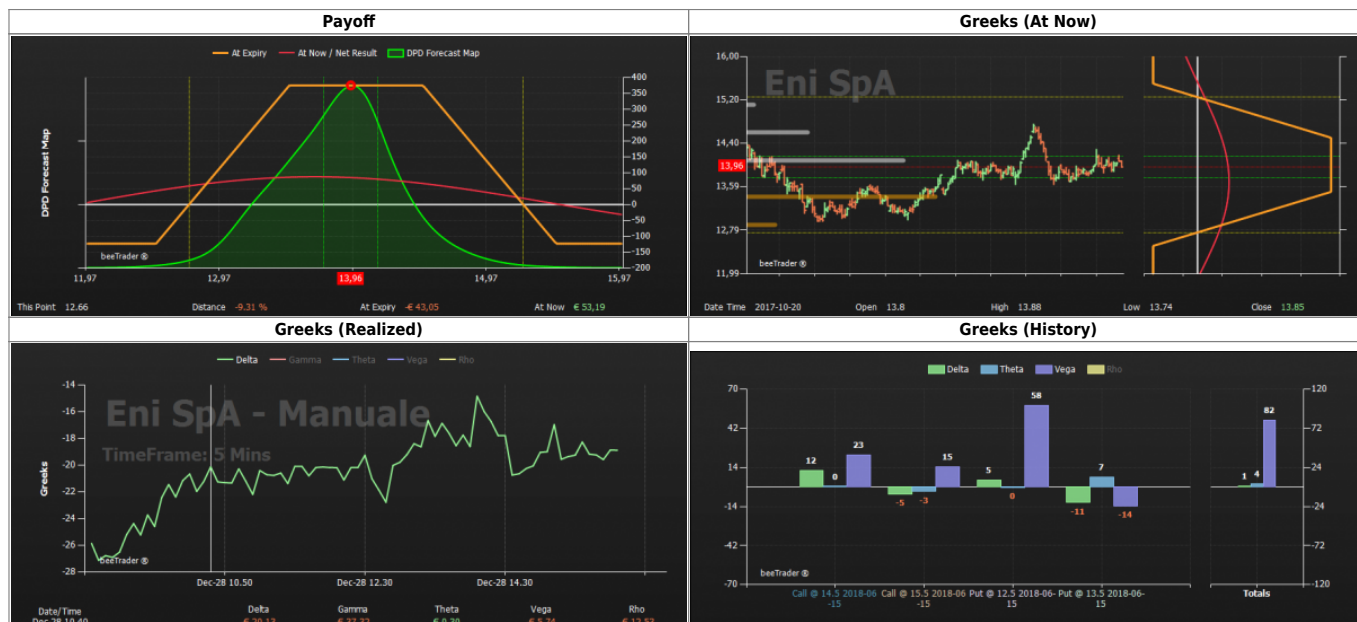 Payoff
At Expiry At Now / Net Result DPD Forecast Map
DPD Forecast Map
400
350
300
250
200
150
100
50
0
-50
-100
-150
-200
beeTrader ®
11,97 12,97 13,96 14,97 15,97
This Point 12.66 Distance -9.31 % At Expiry -€ 43,05 At Now € 53,19
Greeks (At Now)
Eni SpA
16,00
15,20
14,40
13,96
13,59
12,79
11,99
beeTrader ®
Date Time 2017-10-20 Open 13.8 High 13.88 Low 13.74 Close 13.85
Greeks (Realized)
Delta Gamma Theta Vega Rho
Eni SpA - Manuale
TimeFrame: 5 Mins
Greeks
-14
-16
-18
-20
-22
-24
-26
-28
beeTrader ®
Dec-28 10.50 Dec-28 12.30 Dec-28 14.30
Date/Time Delta Gamma Theta Vega Rho
Greeks (History)
Delta Theta Vega Rho
70
42
14
-14
-42
-70
12 0 23
-5 -3 15
5 0 58
-11 7 -14
1 4 82
120
72
24
-24
-72
-120
beeTrader ®
Call @ 14.5 2018-06 Call @ 15.5 2018-06 Put @ 12.5 2018-06- Put @ 13.5 2018-06-
-15 -15 15 15
Totals